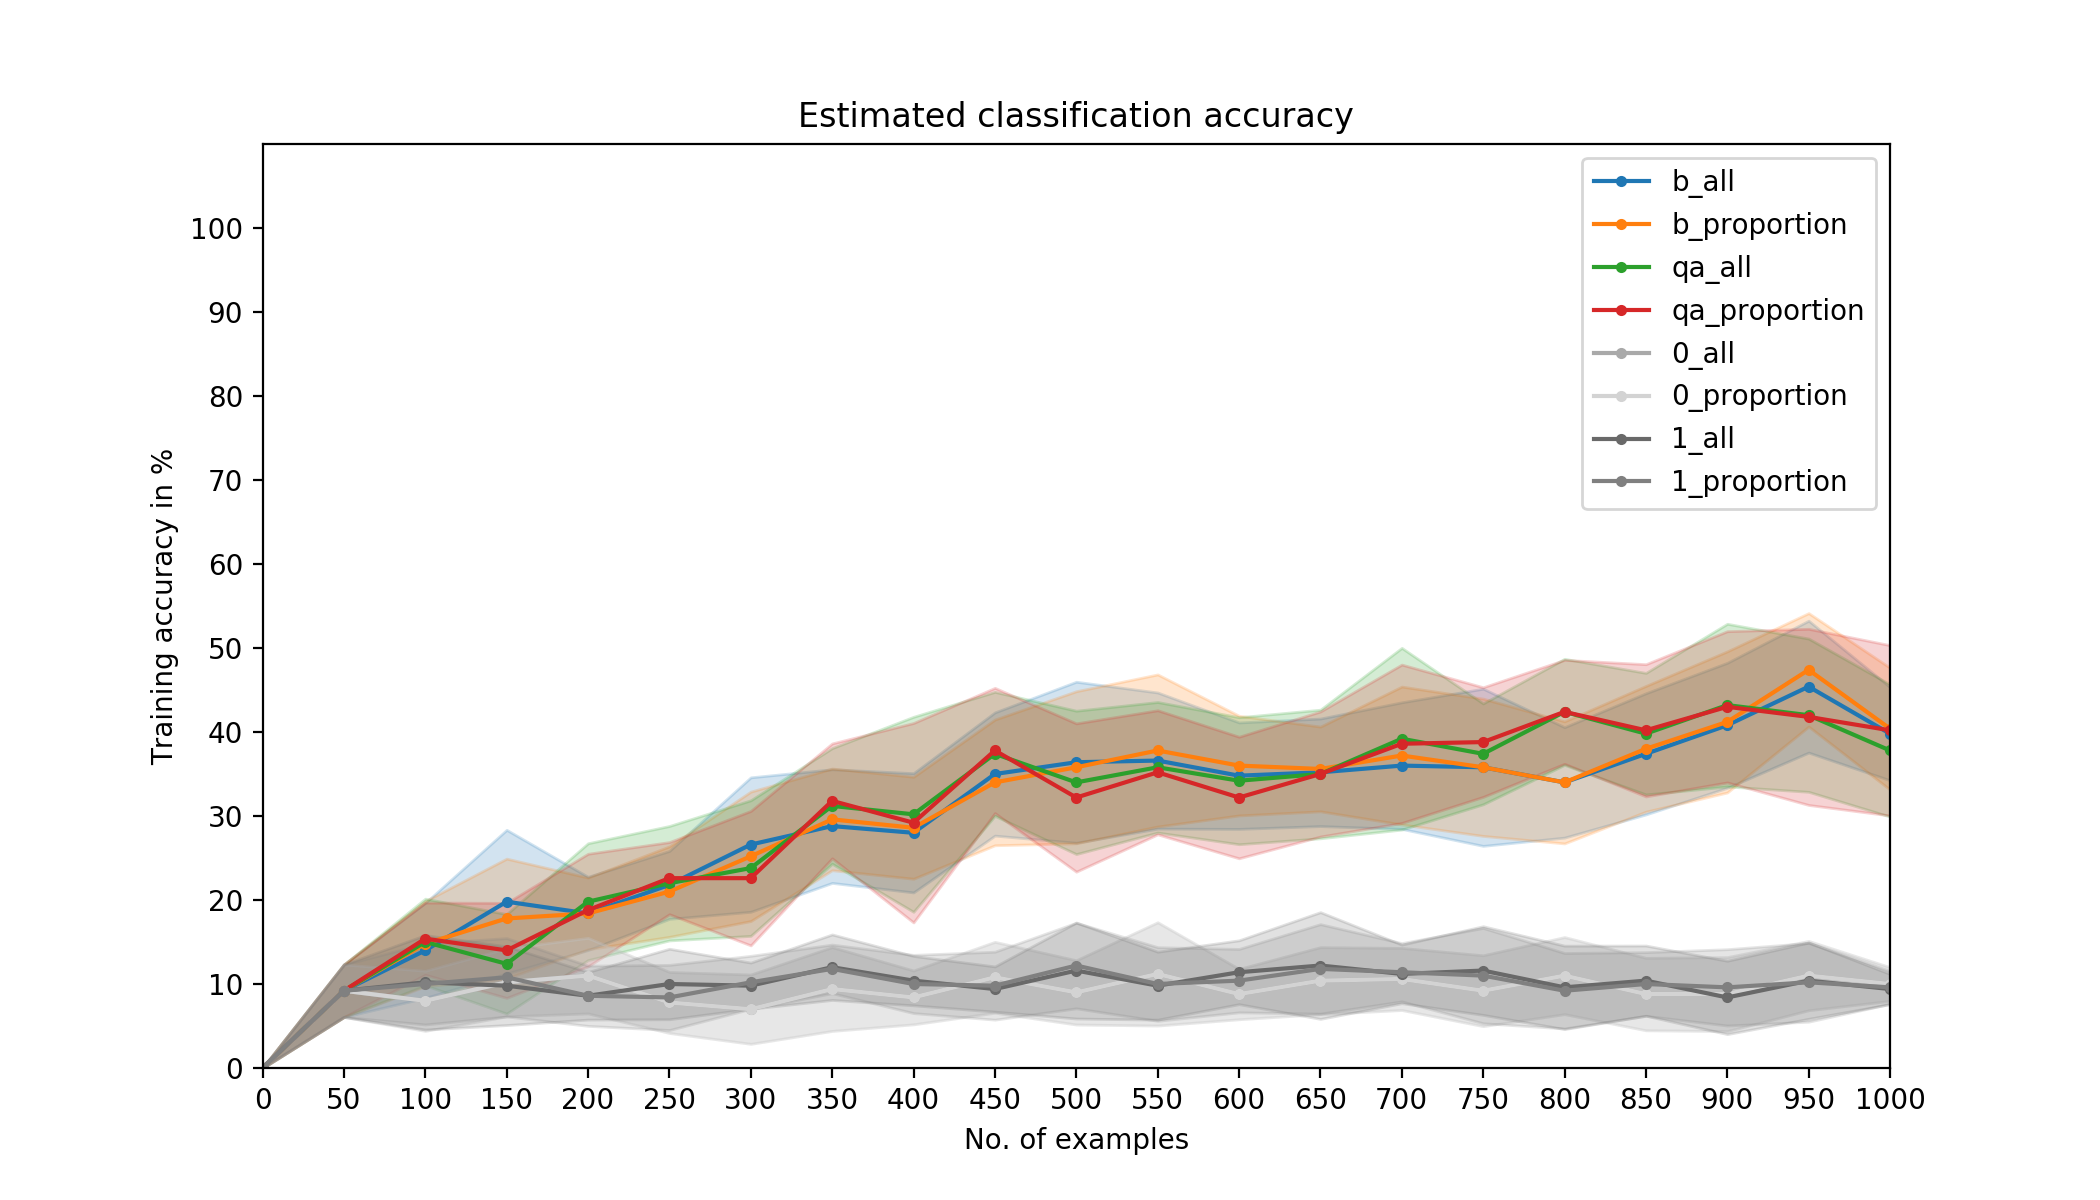 Estimated classification accuracy
b_all
b_proportion
qa_all
qa_proportion
0_all
0_proportion
1_all
1_proportion
Training accuracy in %
100
90
80
70
60
50
40
30
20
10
0
0 50 100 150 200 250 300 350 400 450 500 550 600 650 700 750 800 850 900 950 1000
No. of examples